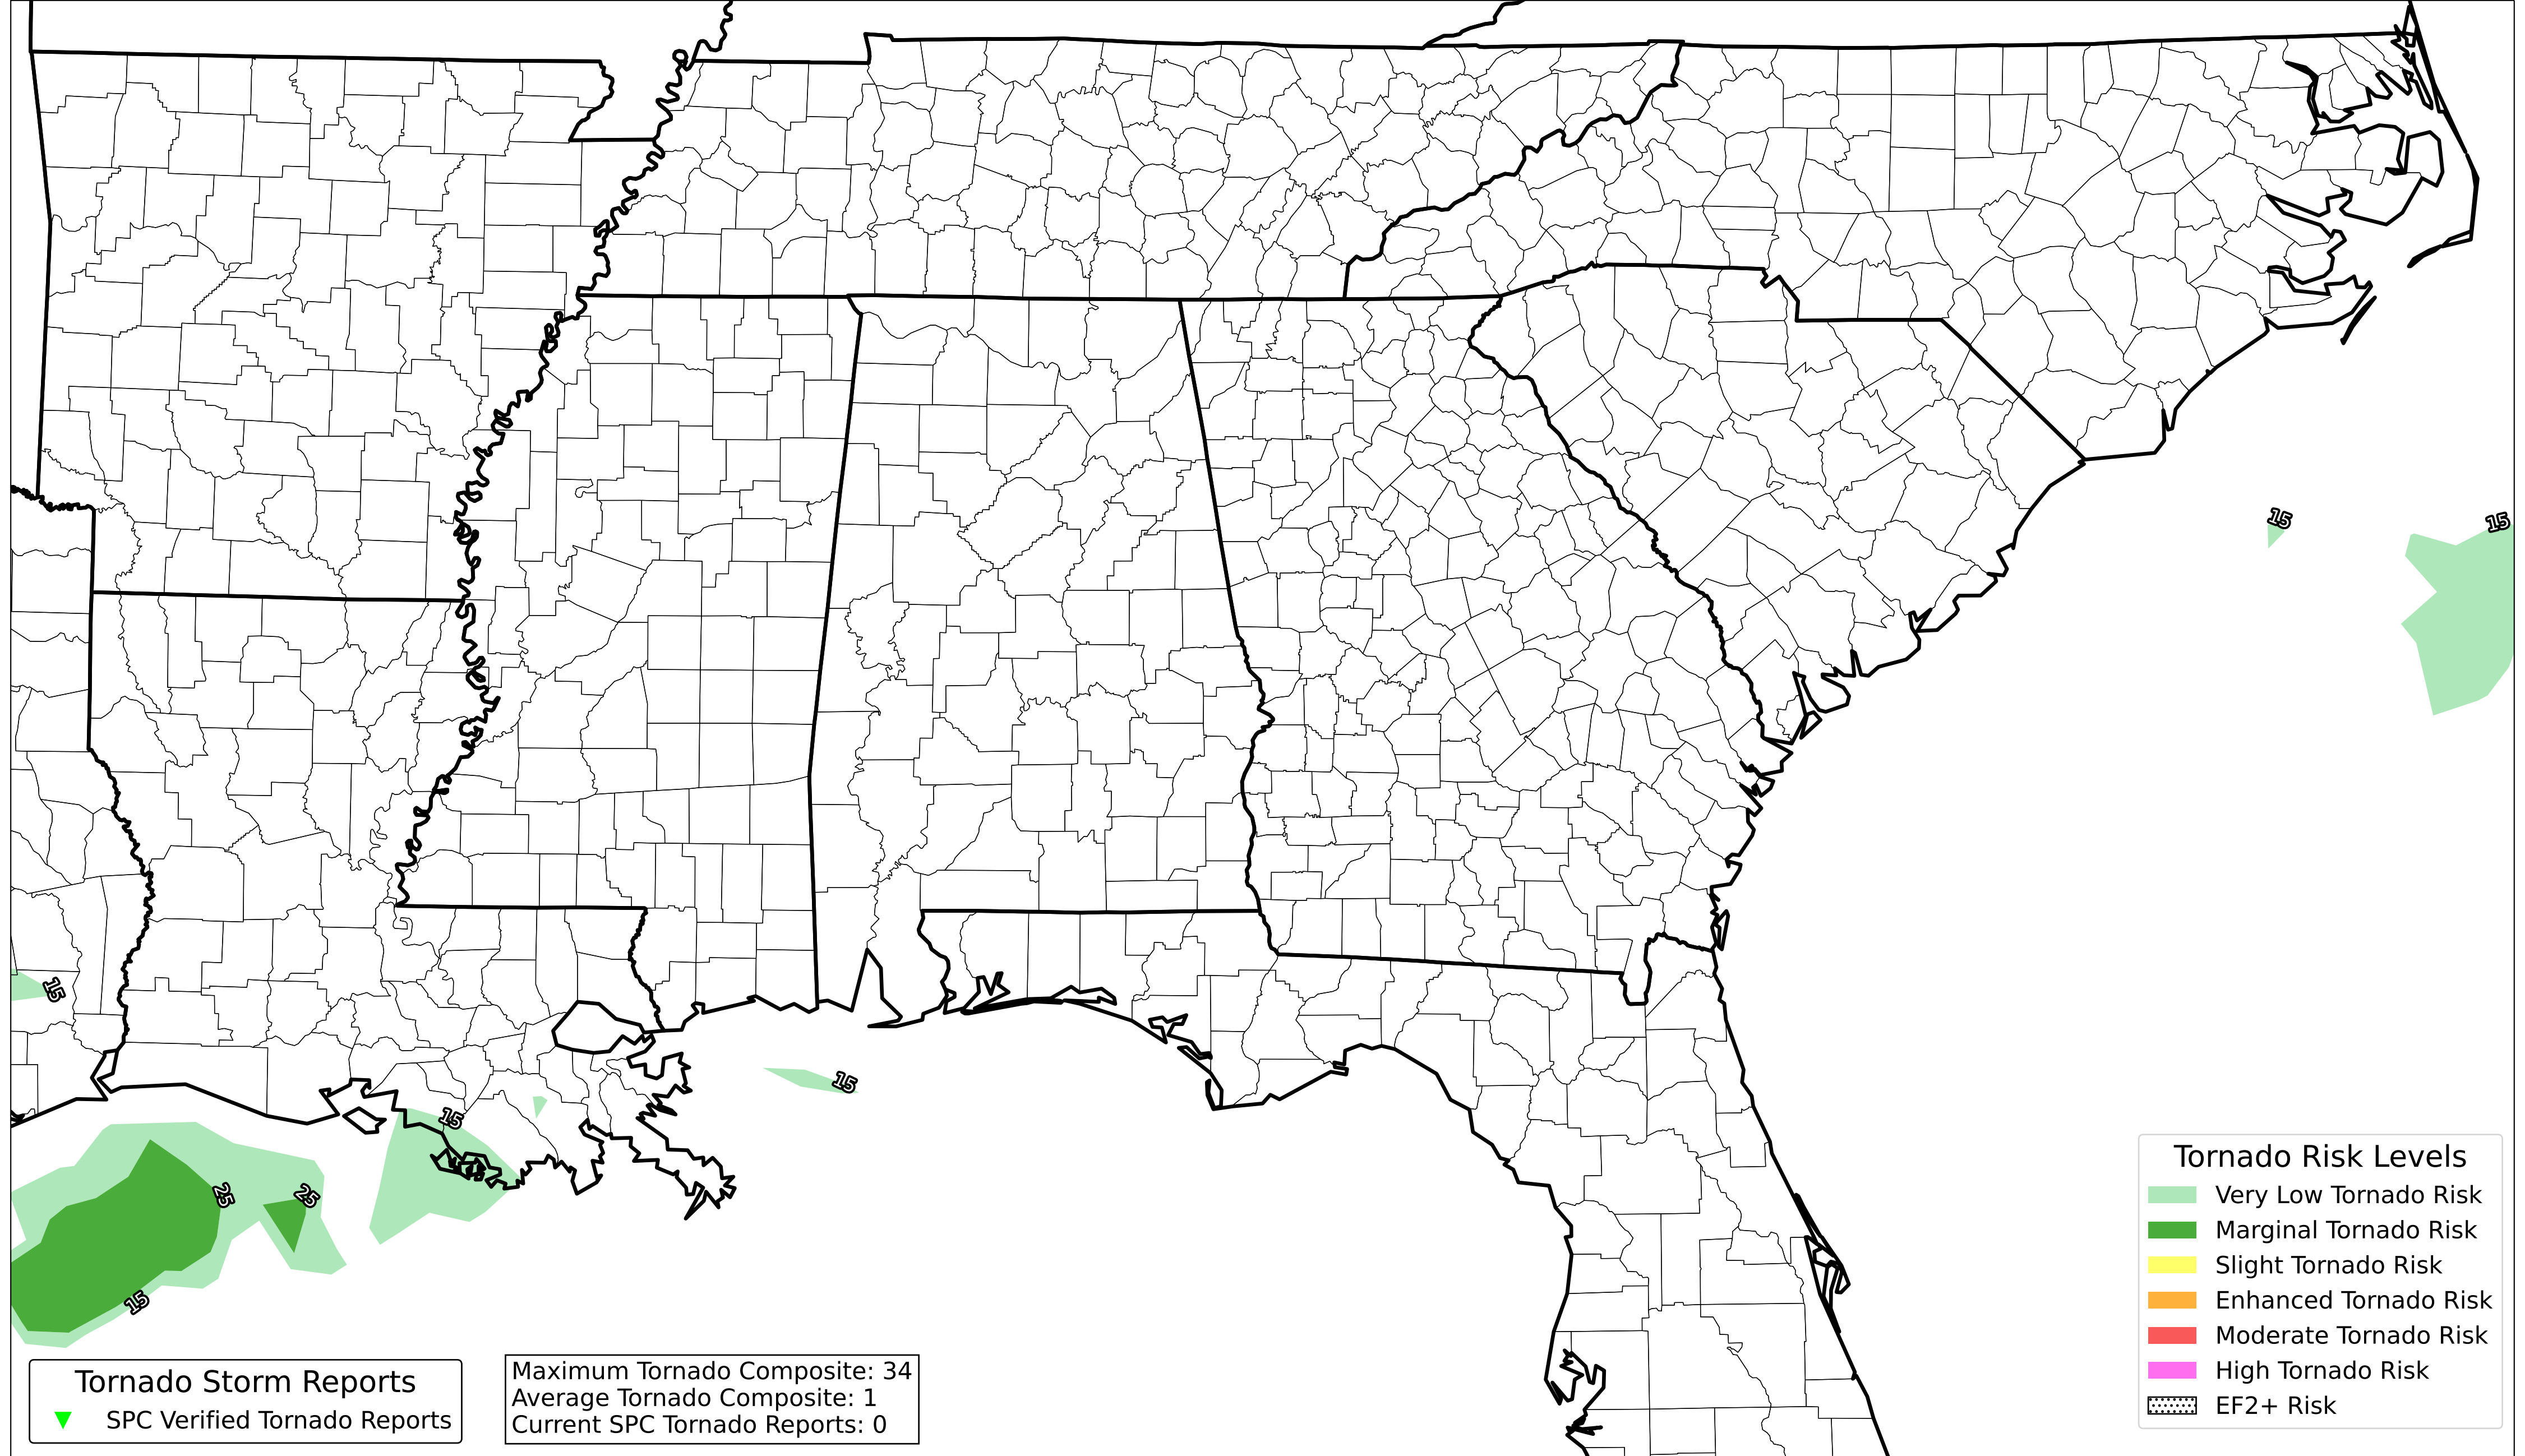 15
15
15
15
15
25
25
15
Tornado Storm Reports
SPC Verified Tornado Reports
Maximum Tornado Composite: 34
Average Tornado Composite: 1
Current SPC Tornado Reports: 0
Tornado Risk Levels
Very Low Tornado Risk
Marginal Tornado Risk
Slight Tornado Risk
Enhanced Tornado Risk
Moderate Tornado Risk
High Tornado Risk
EF2+ Risk